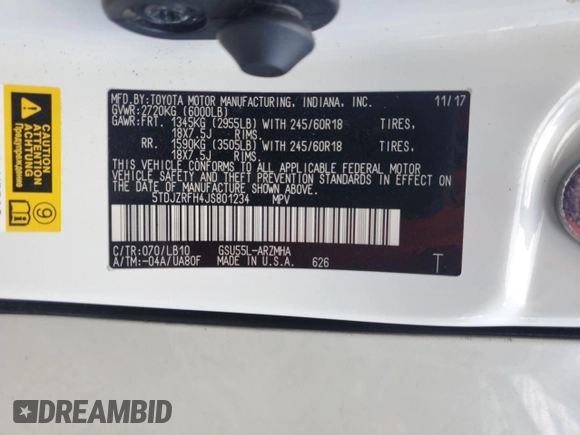 MFD.BY:TOYOTA MOTOR MANUFACTURING, INDIANA, INC. 11/17
GVWR:2720KG (6000LB)
GAWR:FRT. 1345KG (2955LB) WITH 245/60R18 TIRES,
18X7.5J RIMS.
RR. 1590KG (3505LB) WITH 245/60R18 TIRES,
18X7.5J RIMS.
THIS VEHICLE CONFORMS TO ALL APPLICABLE FEDERAL MOTOR
VEHICLE SAFETY AND THEFT PREVENTION STANDARDS IN EFFECT
ON THE DATE OF MANUFACTURE SHOWN ABOVE.
5TDJZRFH4JS801234 MPV
C/TR:070/LB10 GSU55L-ARZMHA
A/TM:-04A/UA80F MADE IN U.S.A. 626 T
9
DREAMBID